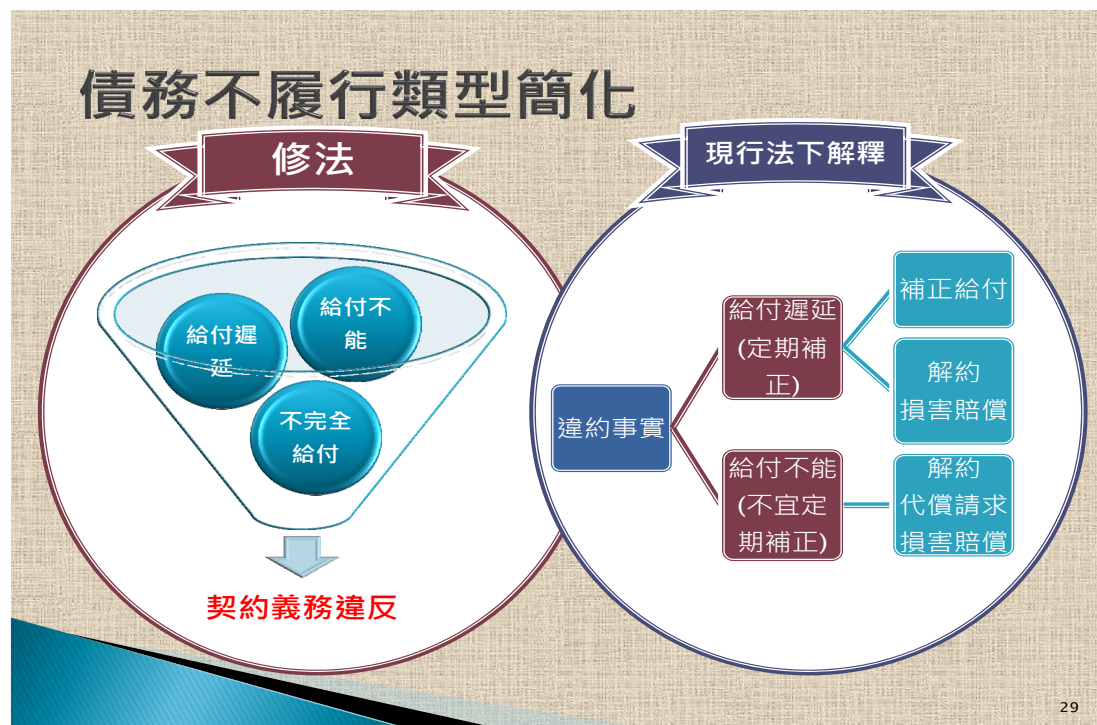 債務不履行類型簡化
修法
給付遲
延
給付不
能
不完全
給付
契約義務違反
現行法下解釋
違約事實
給付遲延
(定期補
正)
補正給付
解約
損害賠償
給付不能
(不宜定
期補正)
解約
代償請求
損害賠償
29